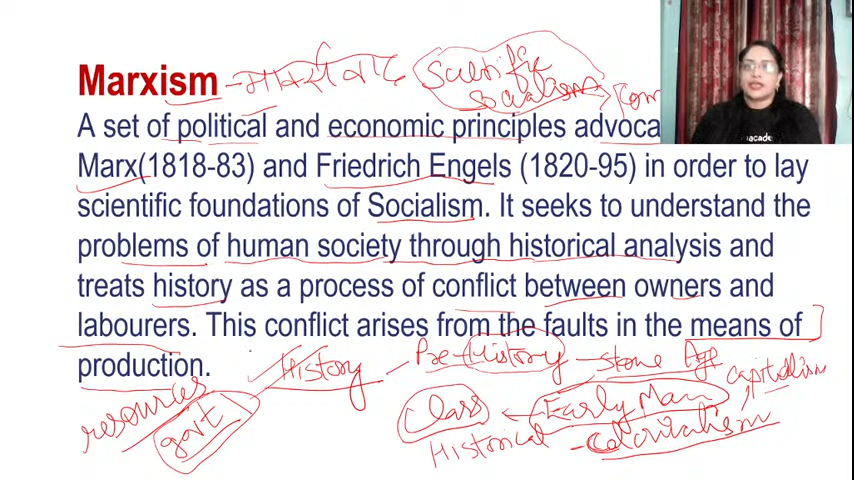 Marxism - मार्क्सवाद Scientific
Socialism Com
A set of political and economic principles advoca
Marx(1818-83) and Friedrich Engels (1820-95) in order to lay
scientific foundations of Socialism. It seeks to understand the
problems of human society through historical analysis and
treats history as a process of conflict between owners and
labourers. This conflict arises from the faults in the means of
production.
History - Pre-History - Stone Age
capitalism
resources
govt
Class Early Man
Historical - Colonialism